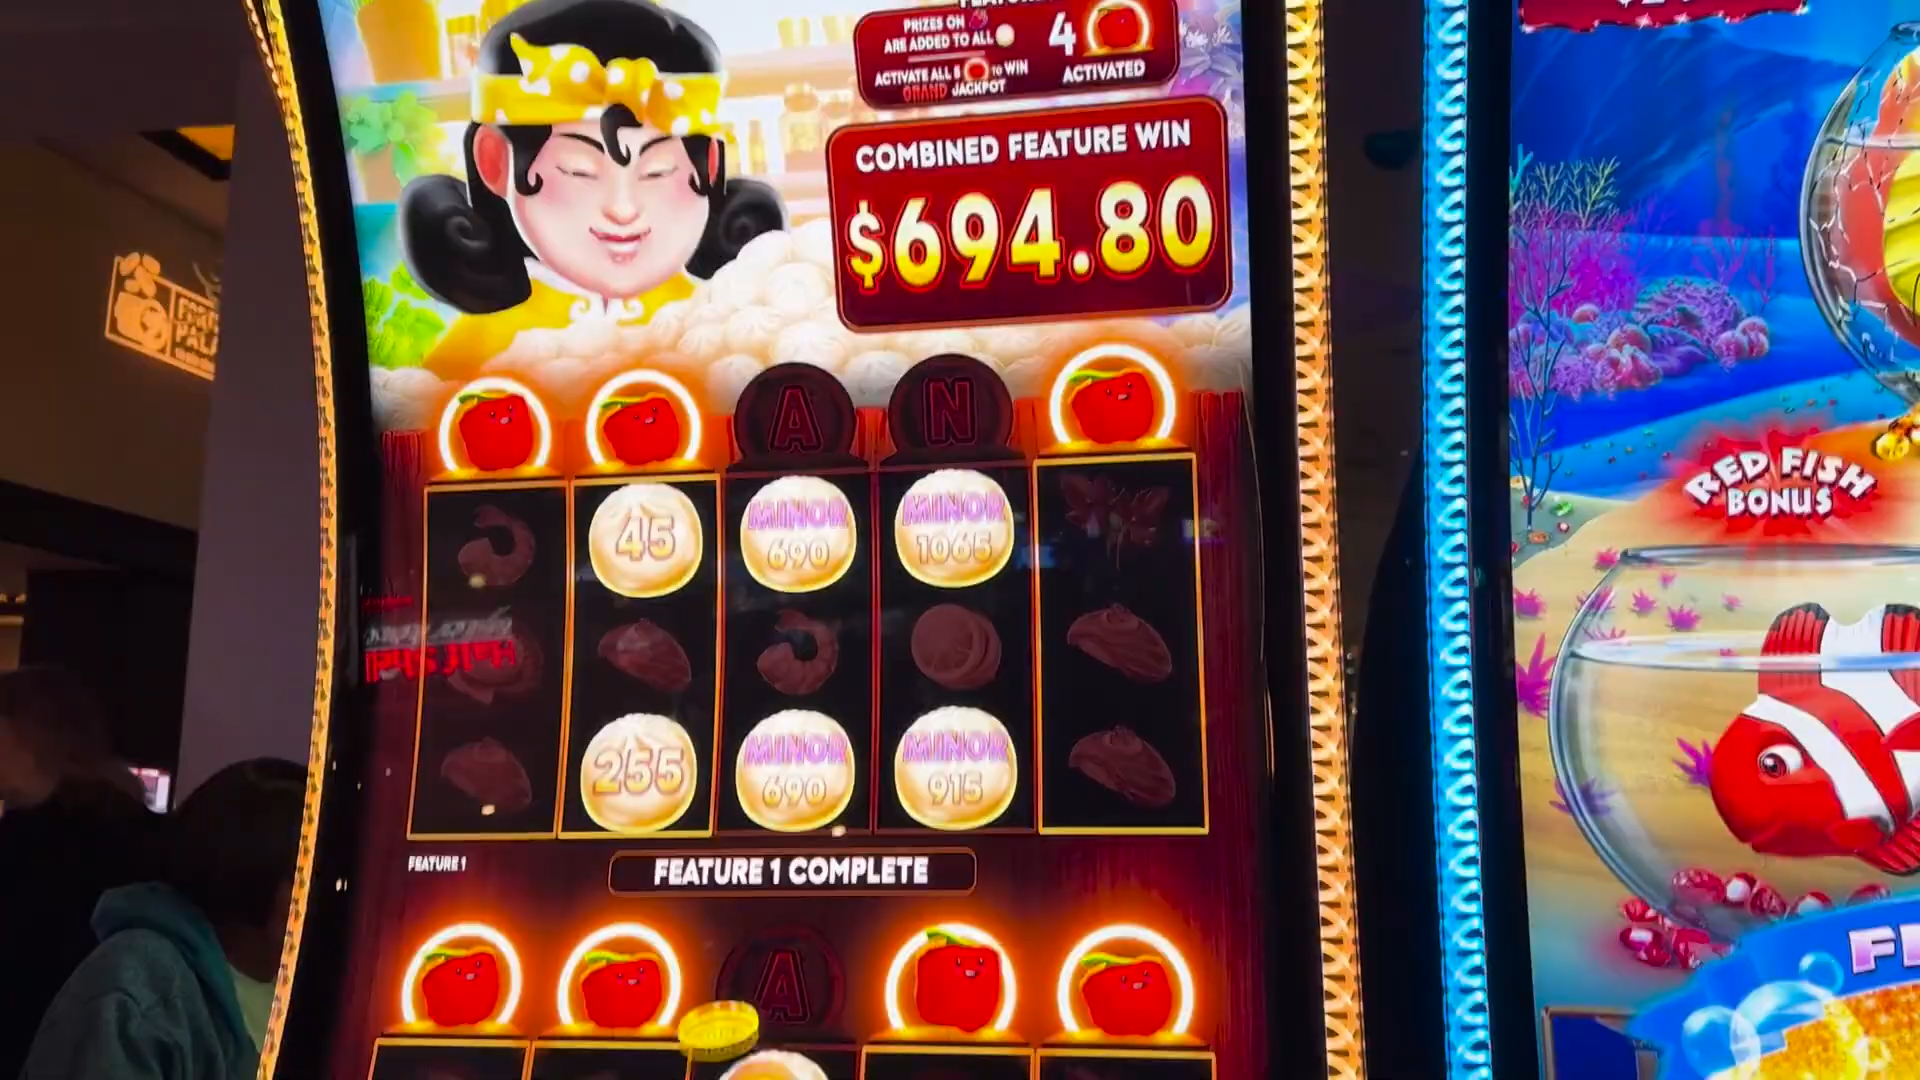 PRIZES ON
ARE ADDED TO ALL
ACTIVATE ALL 5 TO WIN
GRAND JACKPOT
4
ACTIVATED
COMBINED FEATURE WIN
$694.80
A N
45 MINOR 690 MINOR 1065
255 MINOR 690 MINOR 915
FEATURE 1
FEATURE 1 COMPLETE
A
RED FISH
BONUS